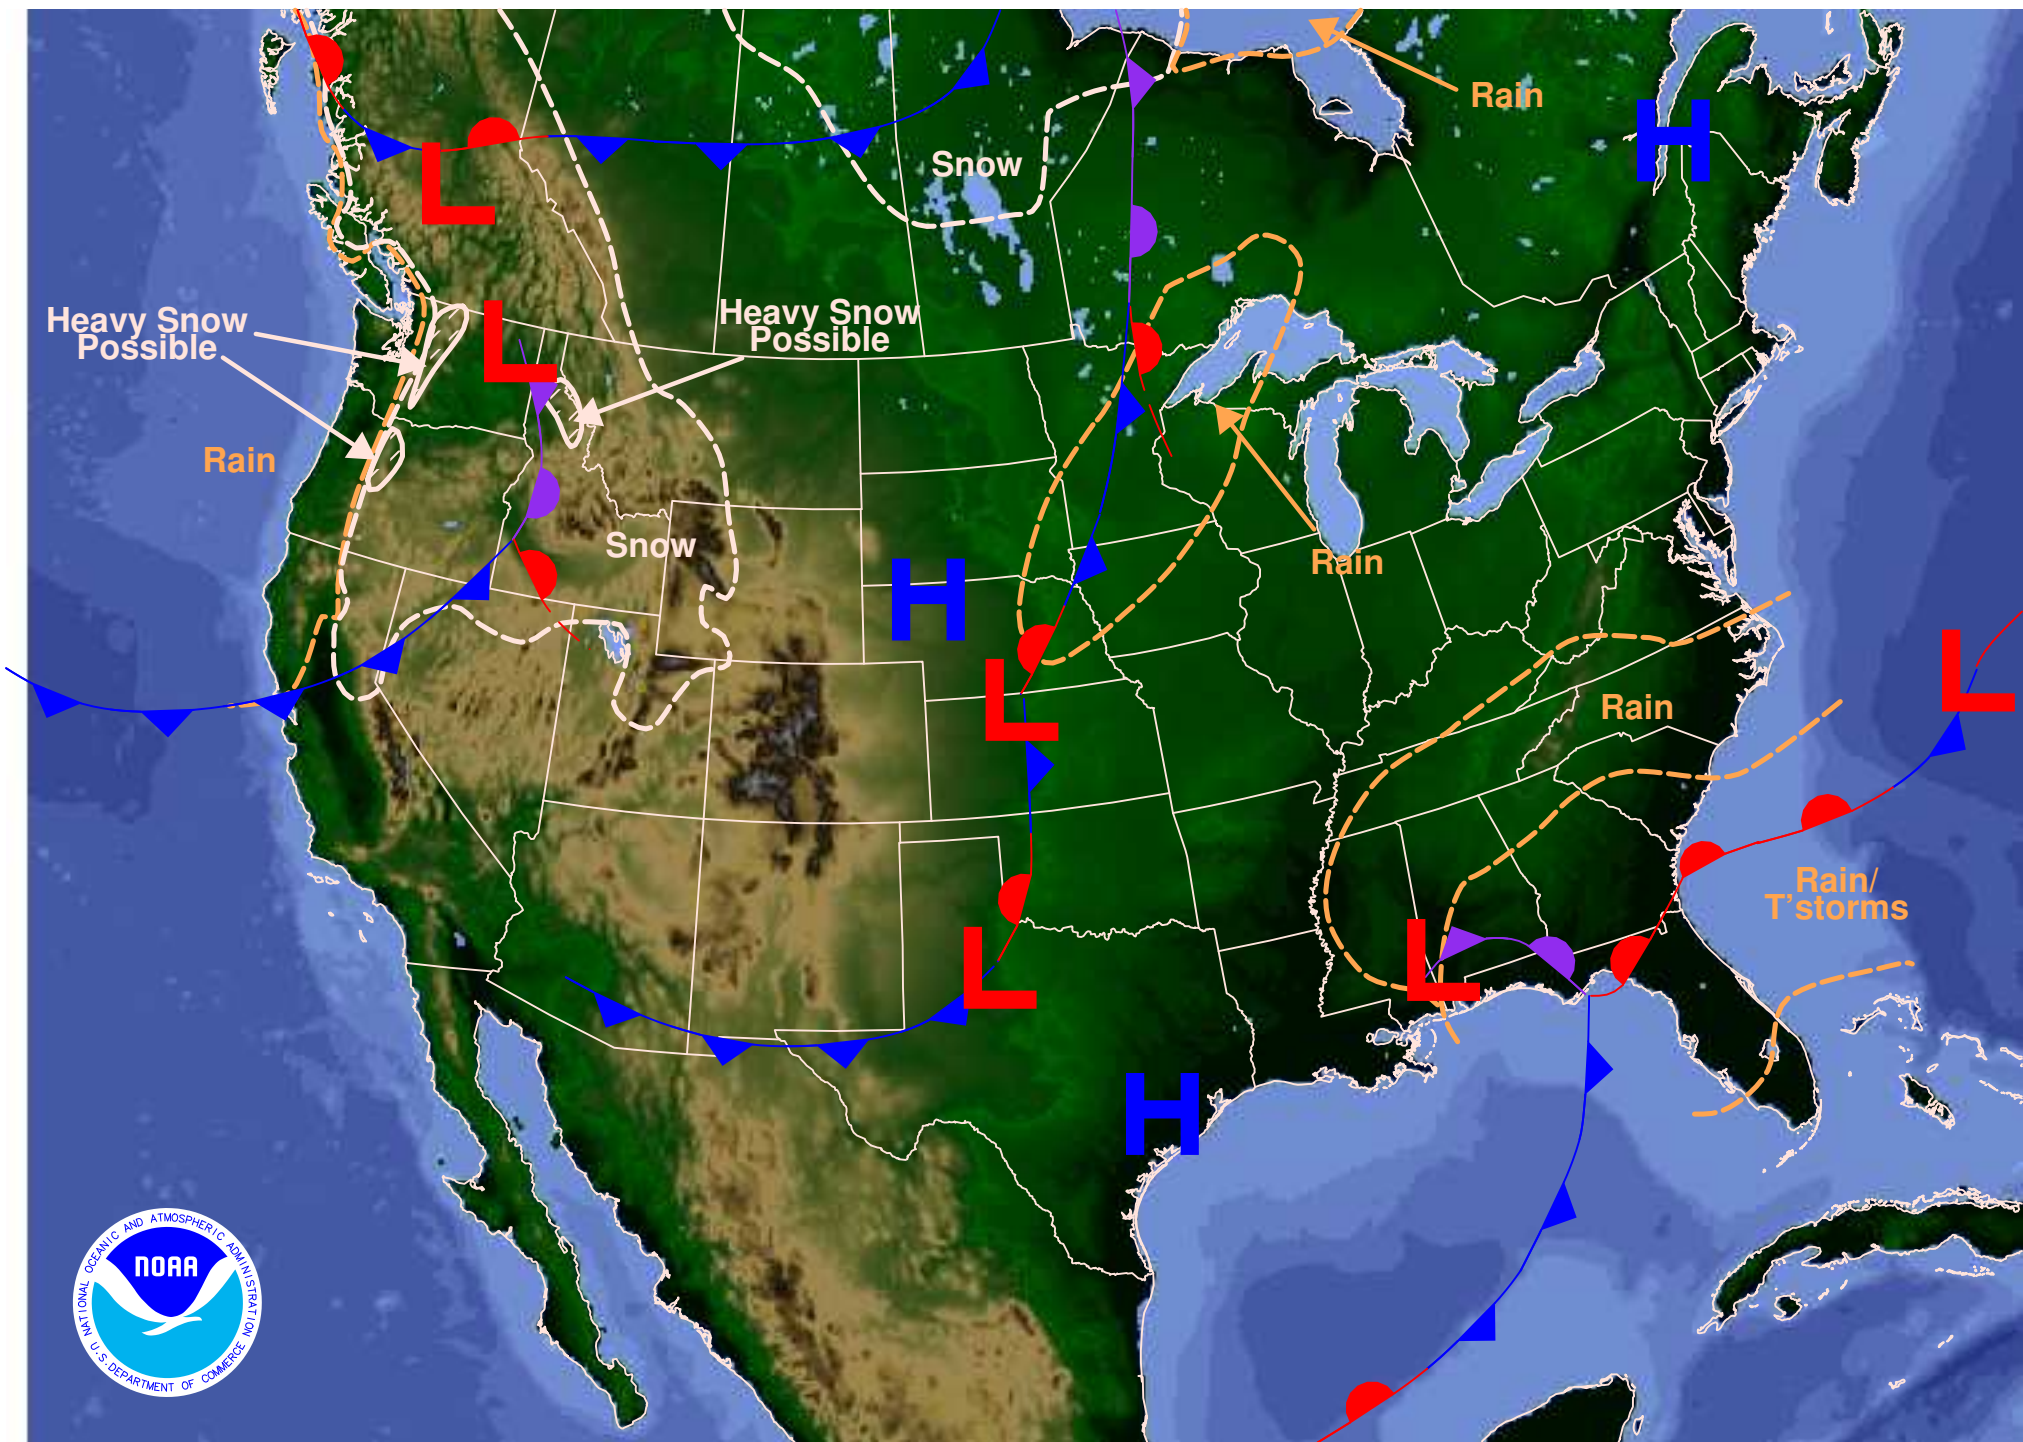 Rain
H
Snow
L
Heavy Snow
Possible
L
Heavy Snow
Possible
Rain
Snow
H
Rain
L
Rain
L
Rain/
T'storms
L
L
H
NOAA
NATIONAL OCEANIC AND ATMOSPHERIC ADMINISTRATION
U.S. DEPARTMENT OF COMMERCE